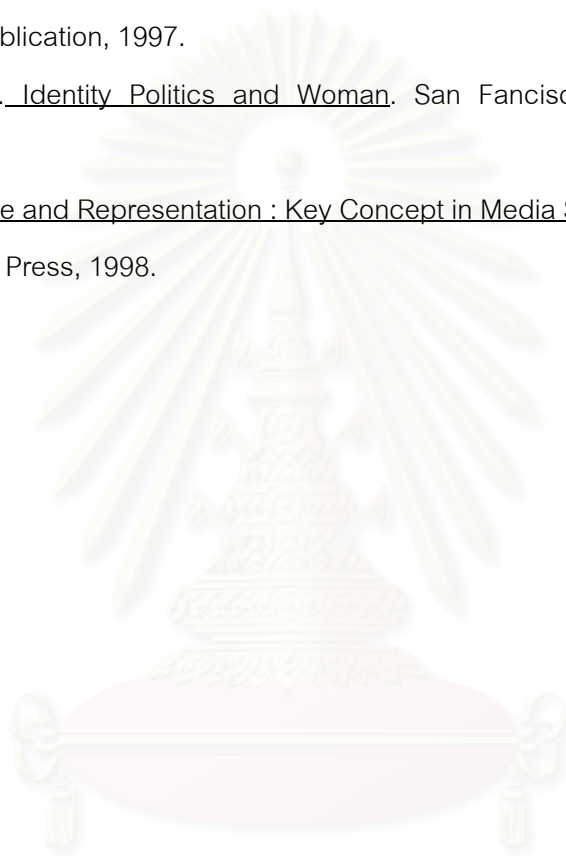 blication, 1997.
. Identity Politics and Woman. San Fancisc
e and Representation : Key Concept in Media S
Press, 1998.